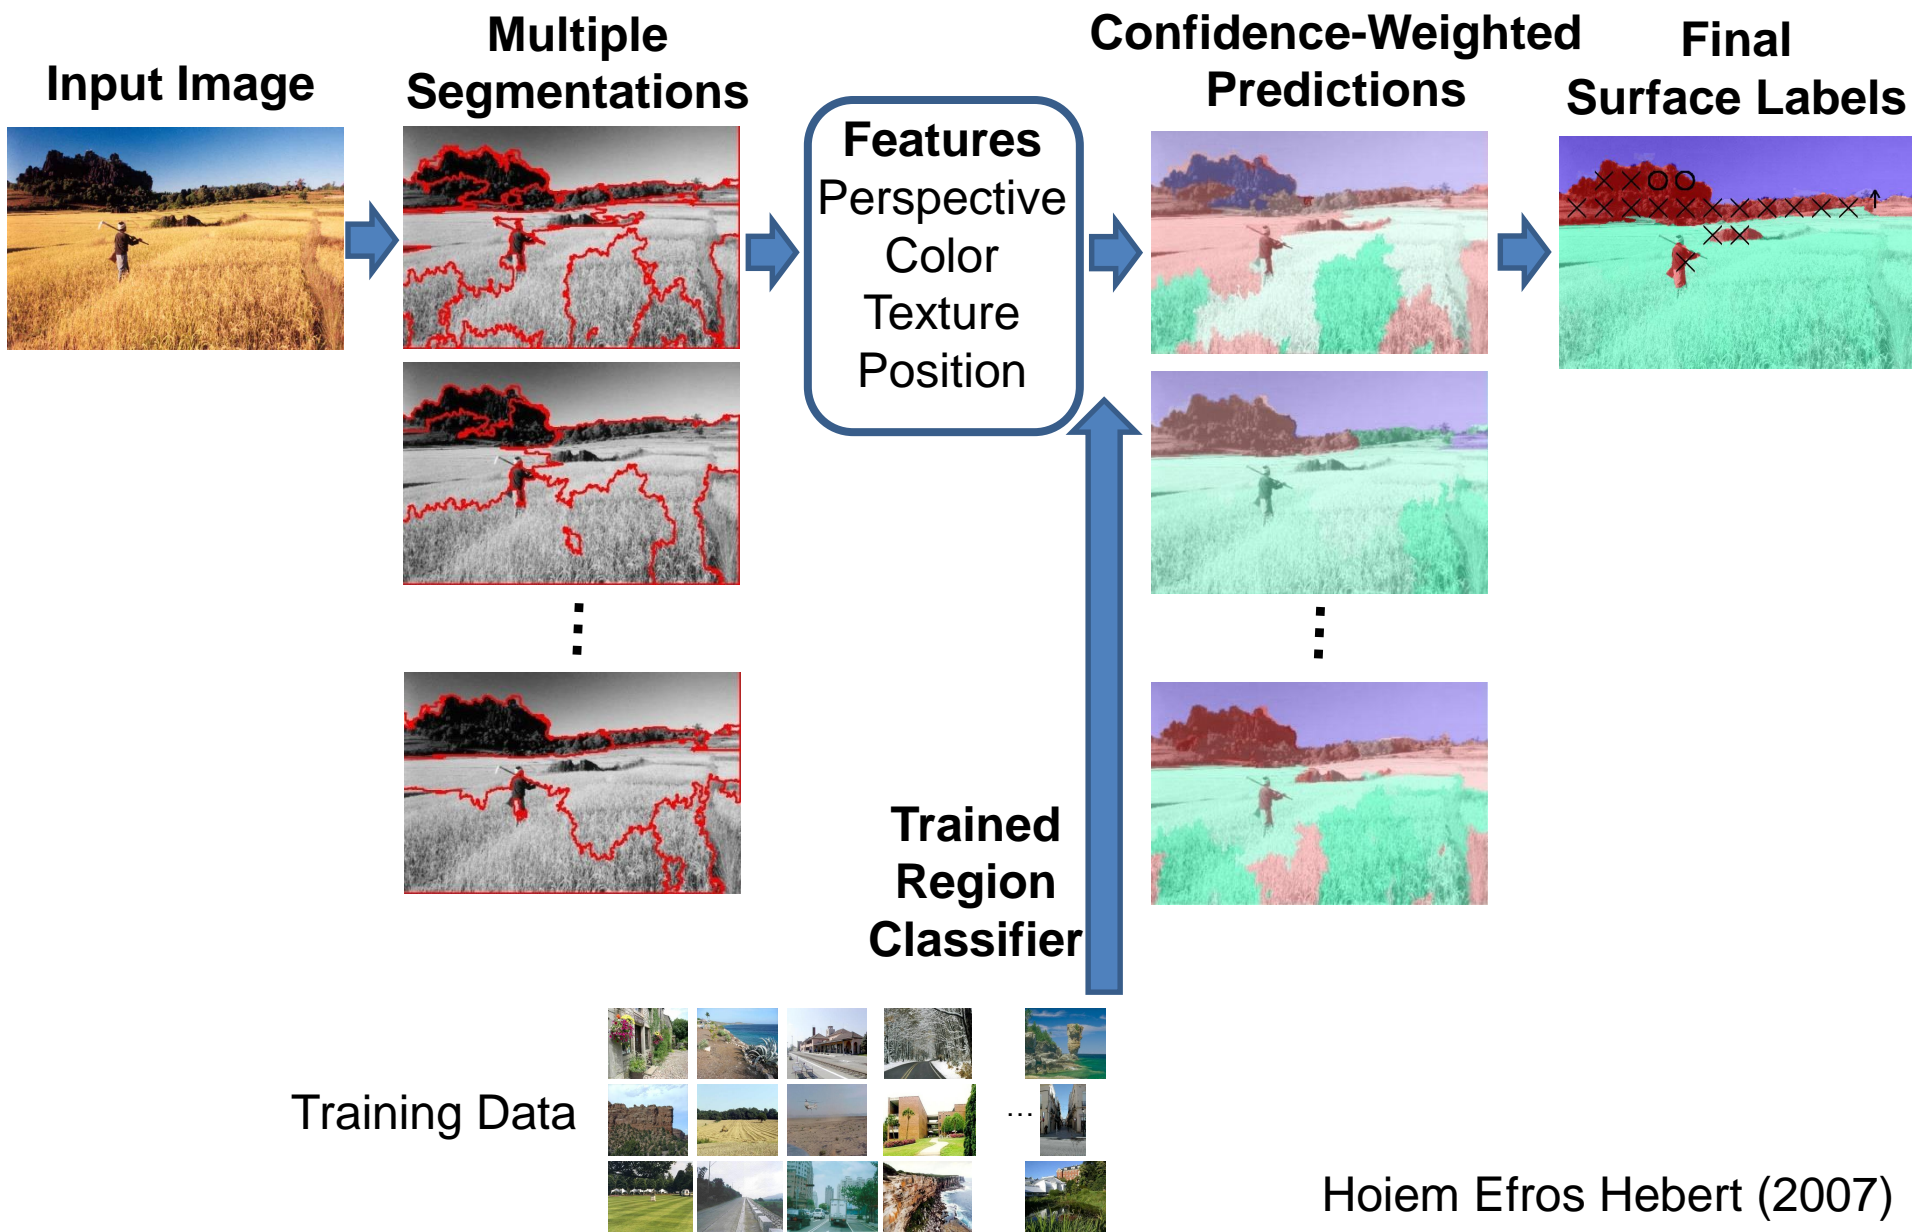 Input Image
Multiple
Segmentations
Features
Perspective
Color
Texture
Position
Confidence-Weighted
Predictions
Final
Surface Labels
Trained
Region
Classifier
Training Data
...
Hoiem Efros Hebert (2007)